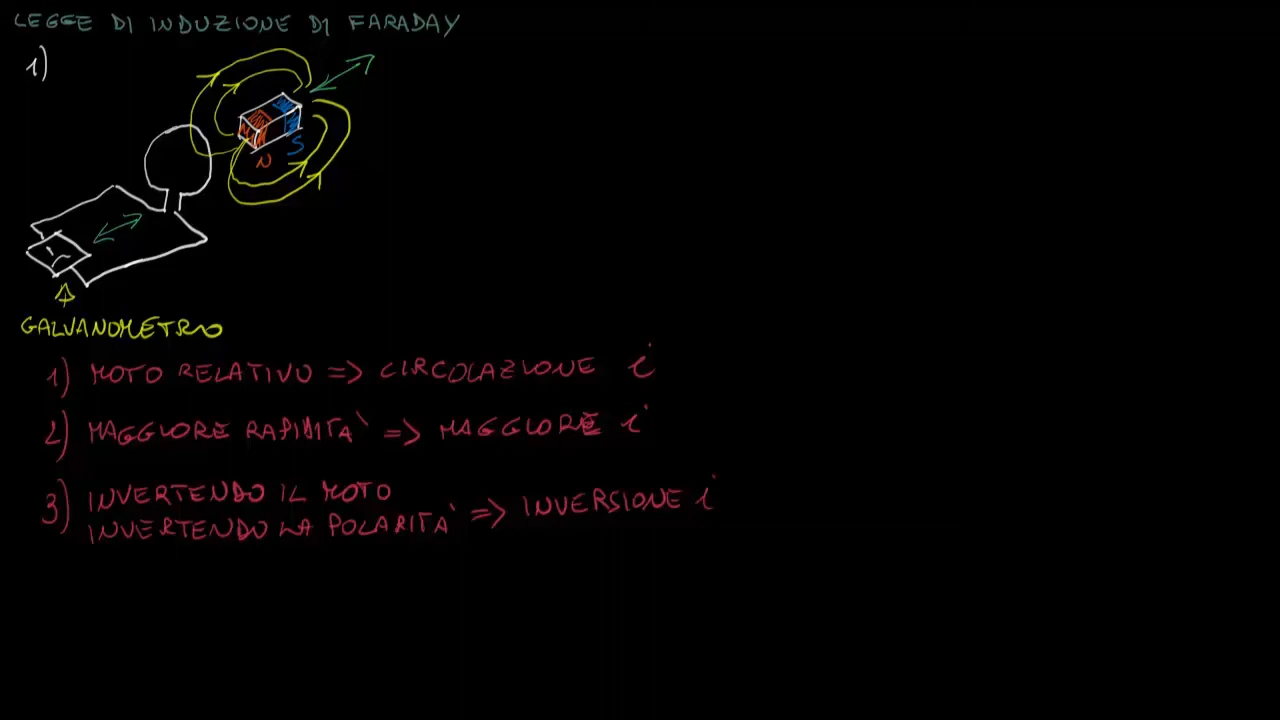 LEGGE DI INDUZIONE DI FARADAY
1)
N
S
GALVANOMETRO
1) MOTO RELATIVO => CIRCOLAZIONE i
2) MAGGIORE RAPIDITÀ => MAGGIORE i
3) INVERTENDO IL MOTO
INVERTENDO LA POLARITÀ => INVERSIONE i